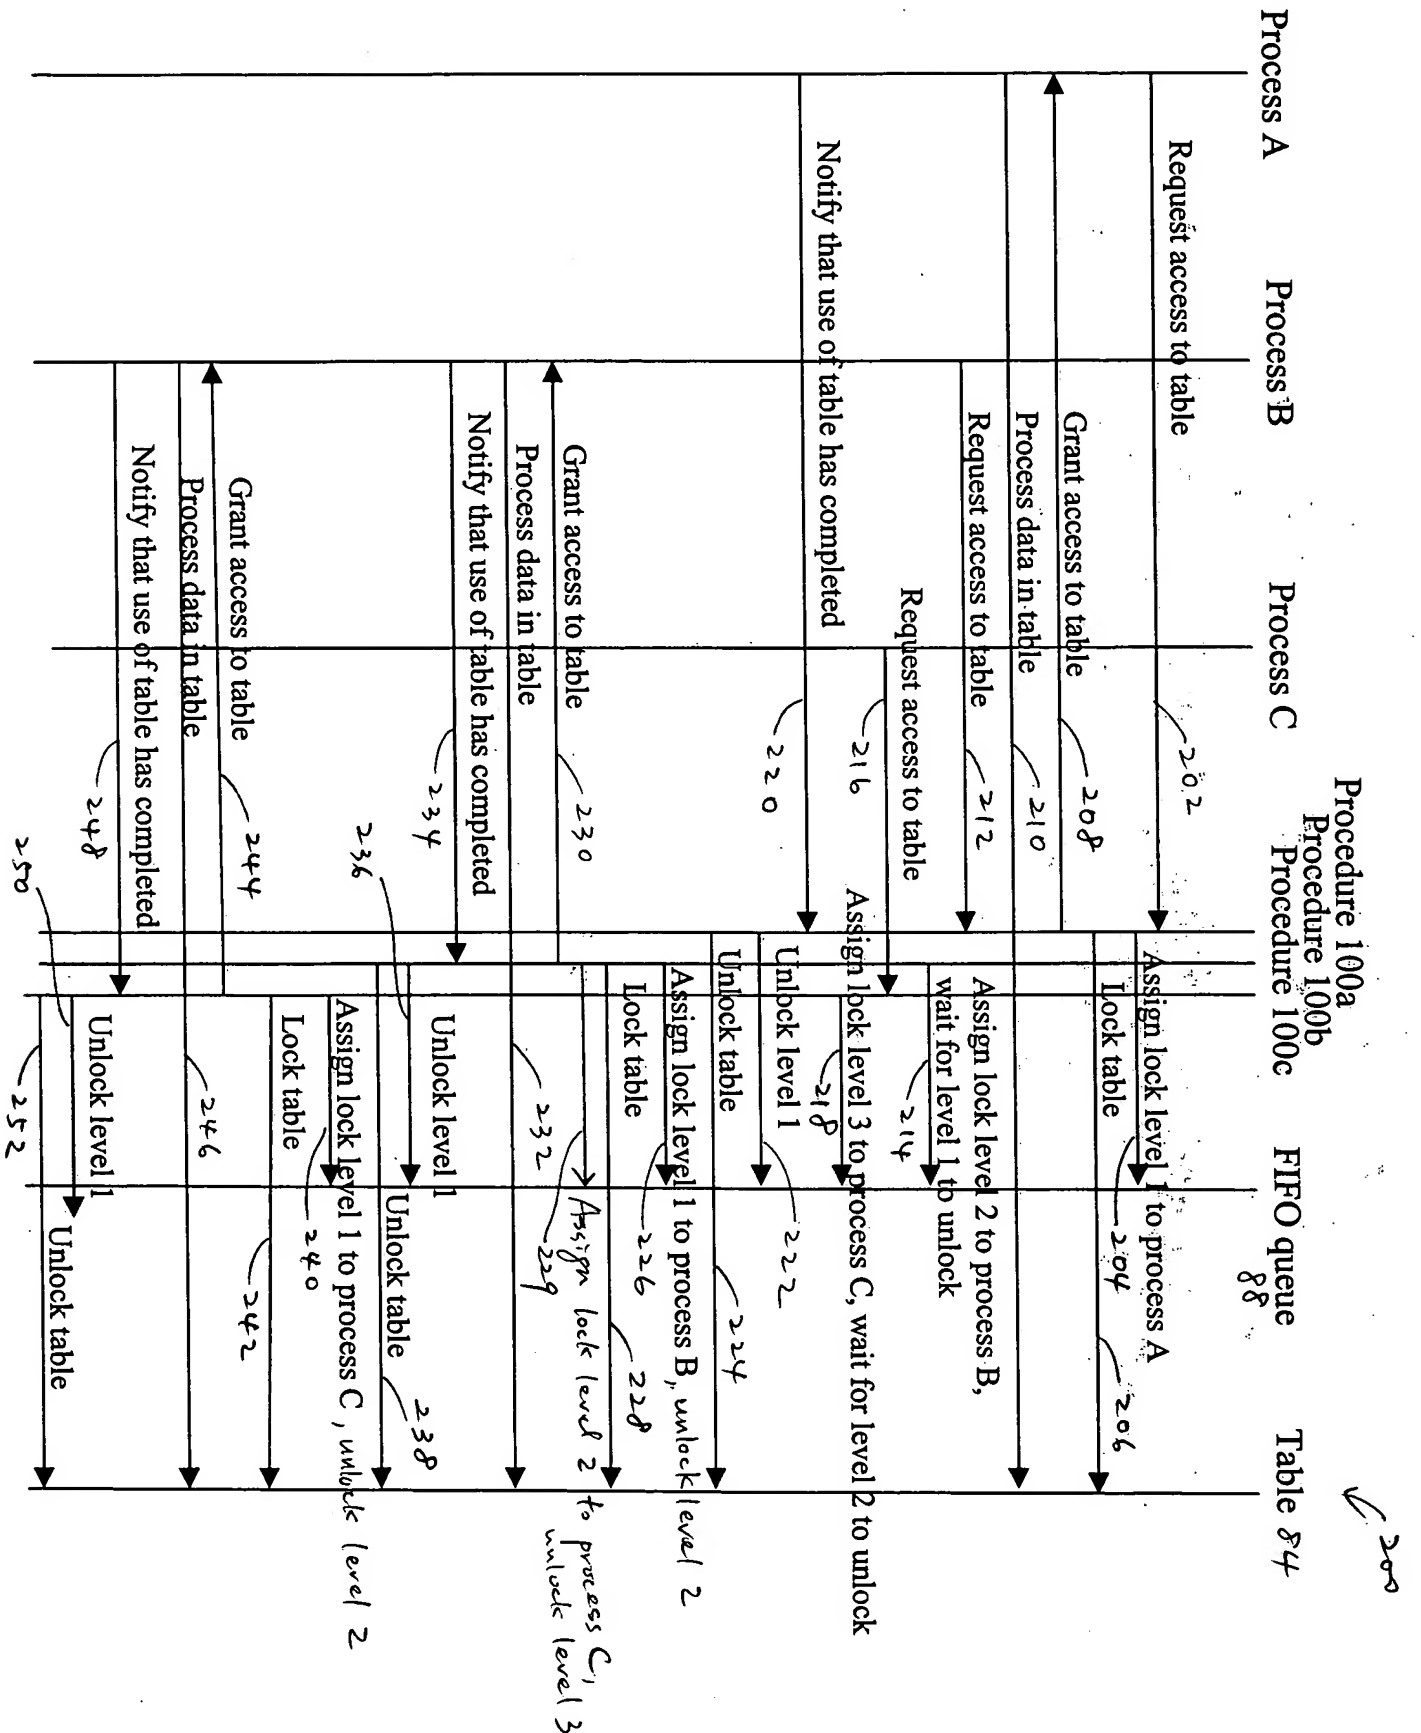 200
Process A
Process B
Process C
Procedure 100a
Procedure 100b
Procedure 100c
FIFO queue
88
Table 84
Request access to table
202
Assign lock level 1 to process A
204
Lock table
206
Grant access to table
208
Process data in table
210
Request access to table
212
Assign lock level 2 to process B,
wait for level 1 to unlock
214
Request access to table
216
Assign lock level 3 to process C, wait for level 2 to unlock
218
Notify that use of table has completed
220
Unlock level 1
222
Unlock table
224
Assign lock level 1 to process B, unlock level 2
226
Lock table
228
Assign lock level 2 to process C,
unlock level 3
229
Grant access to table
230
Process data in table
232
Notify that use of table has completed
234
Unlock level 1
236
Unlock table
238
Assign lock level 1 to process C, unlock level 2
240
Lock table
242
Grant access to table
244
Process data in table
246
Notify that use of table has completed
248
Unlock level 1
250
Unlock table
252